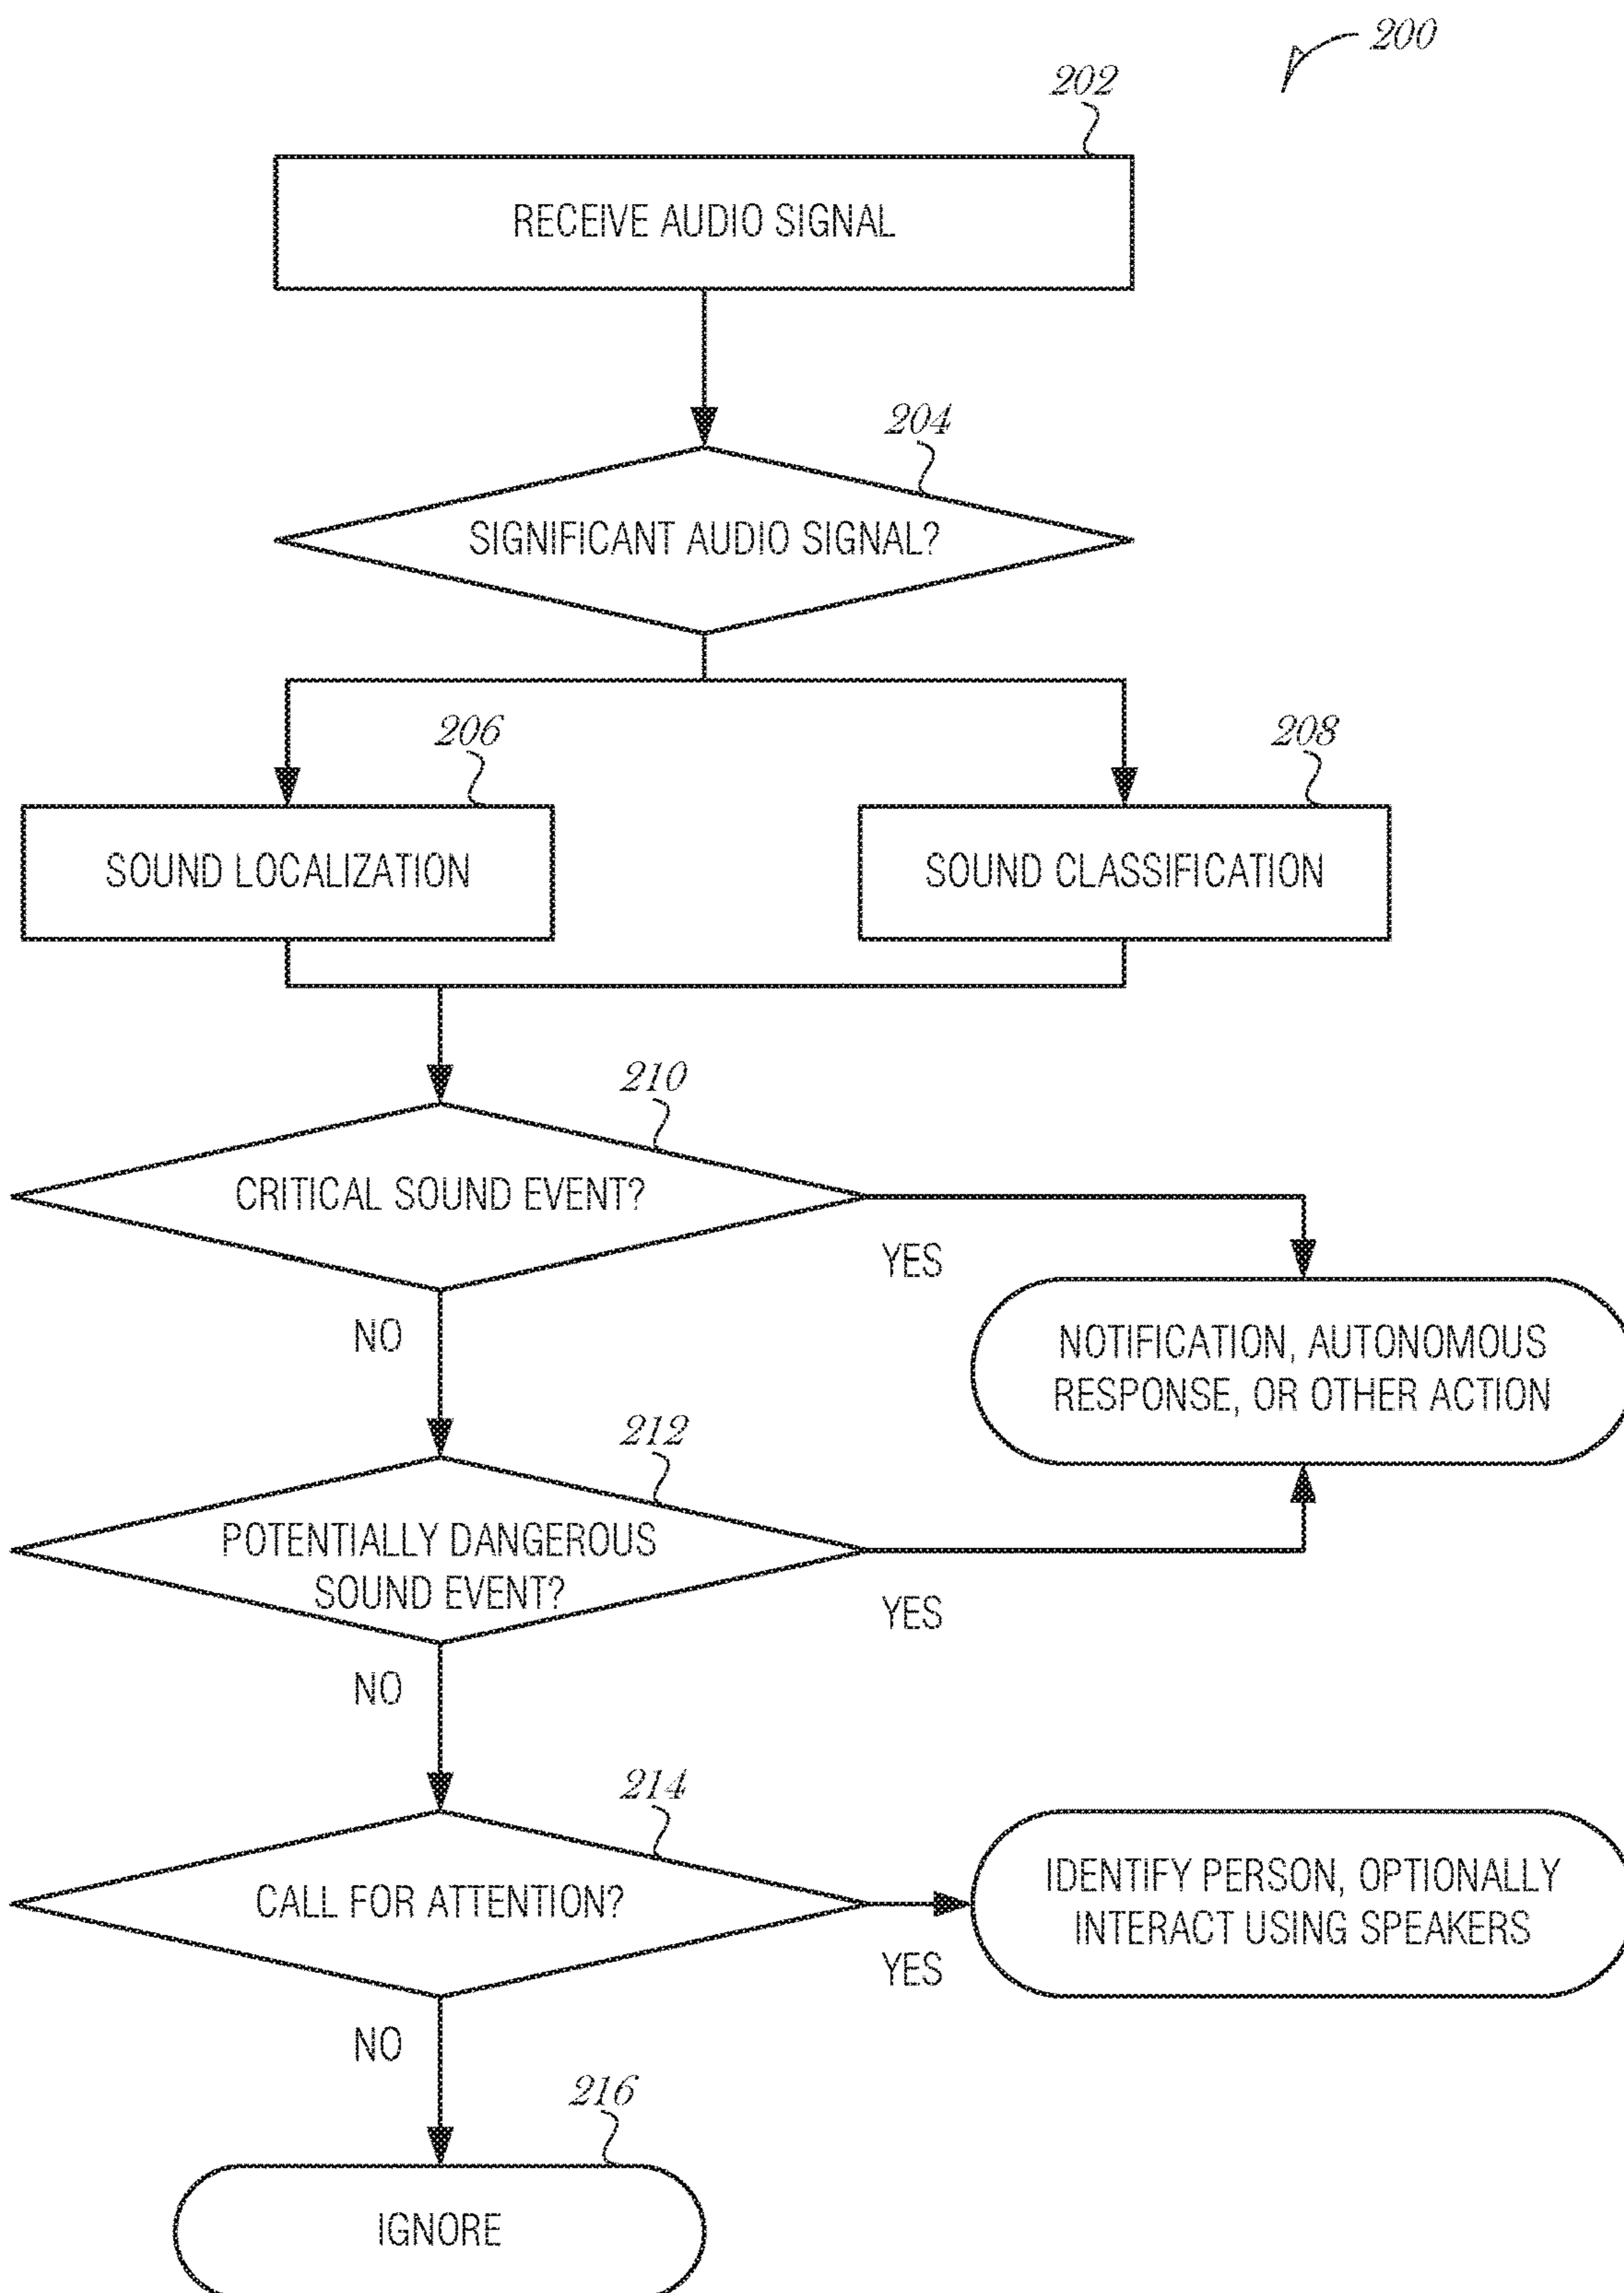 200
202
RECEIVE AUDIO SIGNAL
204
SIGNIFICANT AUDIO SIGNAL?
206
208
SOUND LOCALIZATION
SOUND CLASSIFICATION
210
CRITICAL SOUND EVENT?
YES
NO
NOTIFICATION, AUTONOMOUS
RESPONSE, OR OTHER ACTION
212
POTENTIALLY DANGEROUS
SOUND EVENT?
YES
NO
214
CALL FOR ATTENTION?
IDENTIFY PERSON, OPTIONALLY
INTERACT USING SPEAKERS
YES
NO
216
IGNORE